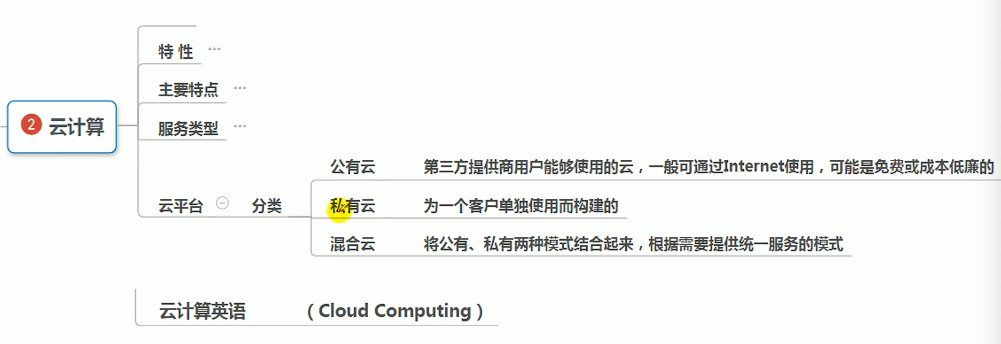 特 性 ...
主要特点 ...
2 云计算
服务类型 ...
公有云 第三方提供商用户能够使用的云，一般可通过Internet使用，可能是免费或成本低廉的
云平台 分类 私有云 为一个客户单独使用而构建的
混合云 将公有、私有两种模式结合起来，根据需要提供统一服务的模式
云计算英语 （Cloud Computing）